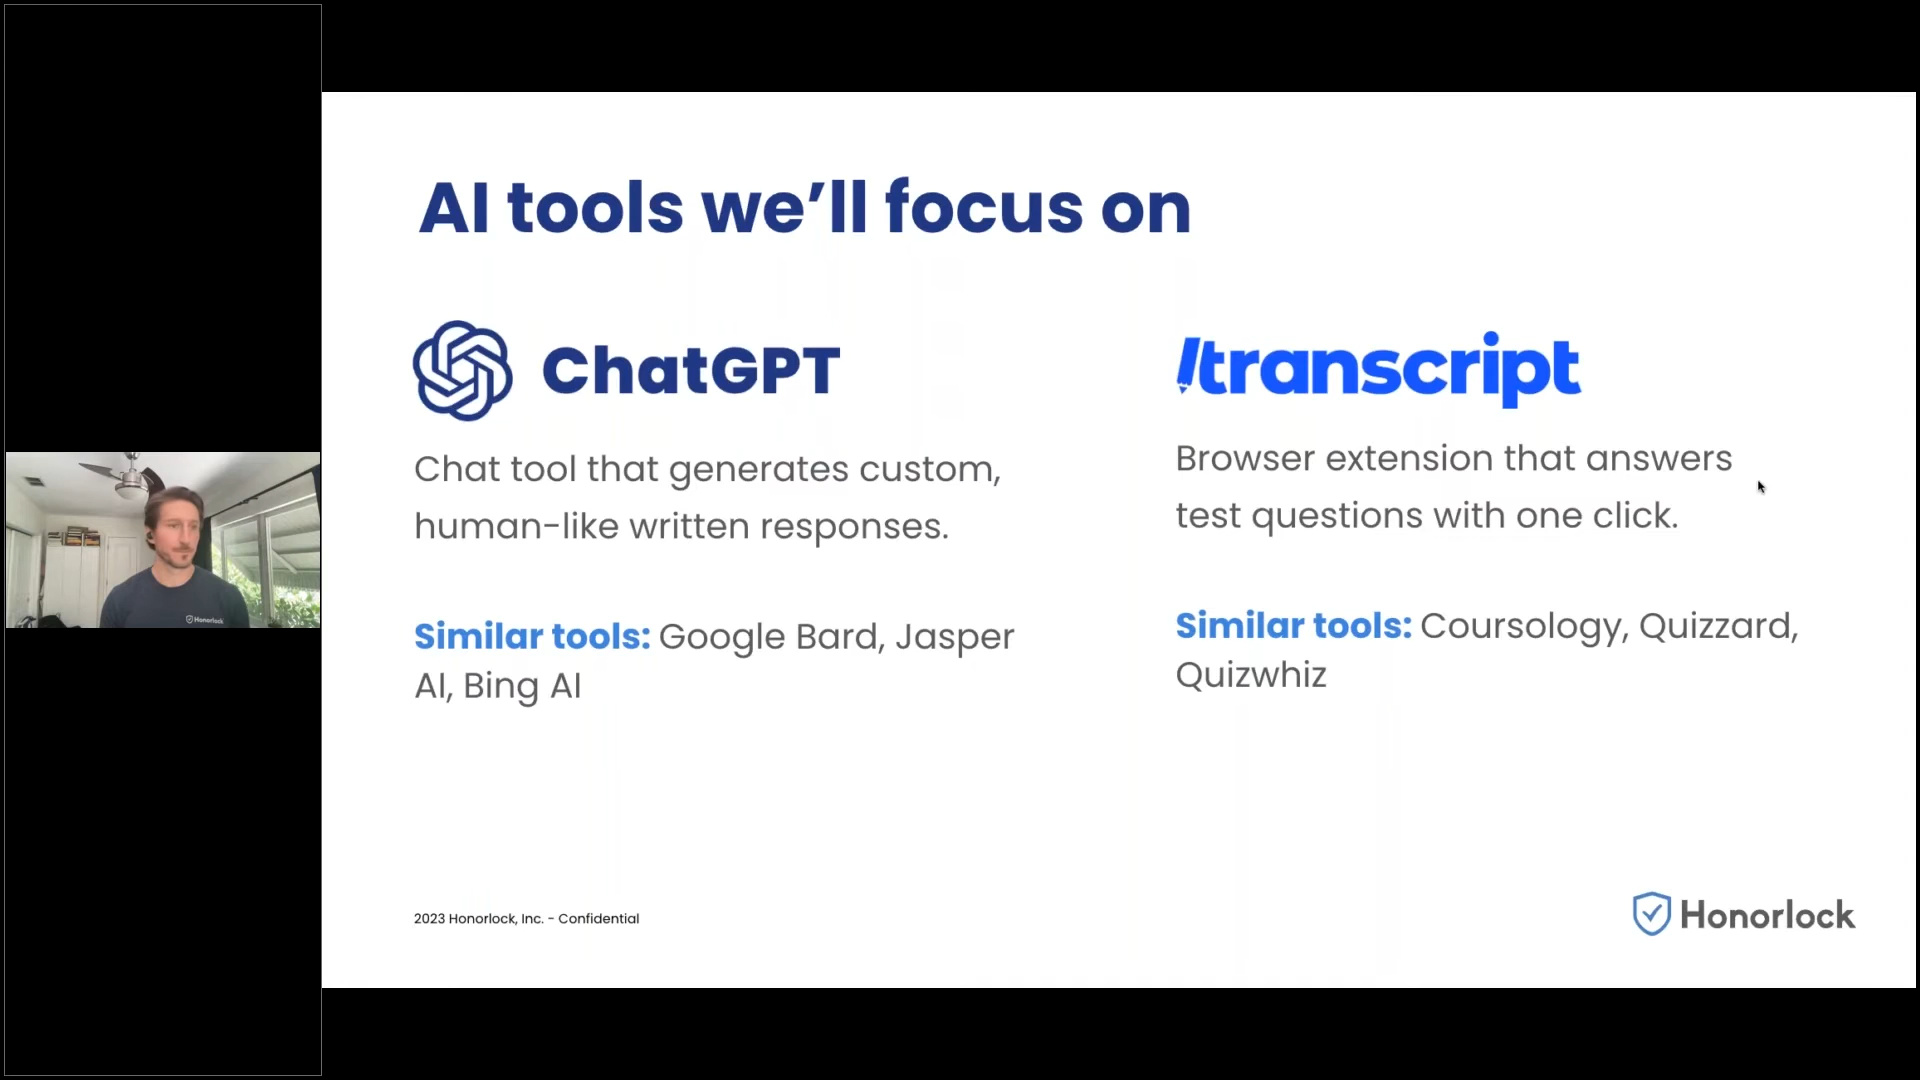 AI tools we’ll focus on
ChatGPT
Chat tool that generates custom,
human-like written responses.
Similar tools: Google Bard, Jasper
AI, Bing AI
transcript
Browser extension that answers
test questions with one click.
Similar tools: Coursology, Quizzard,
Quizwhiz
2023 Honorlock, Inc. - Confidential
Honorlock
Honorlock